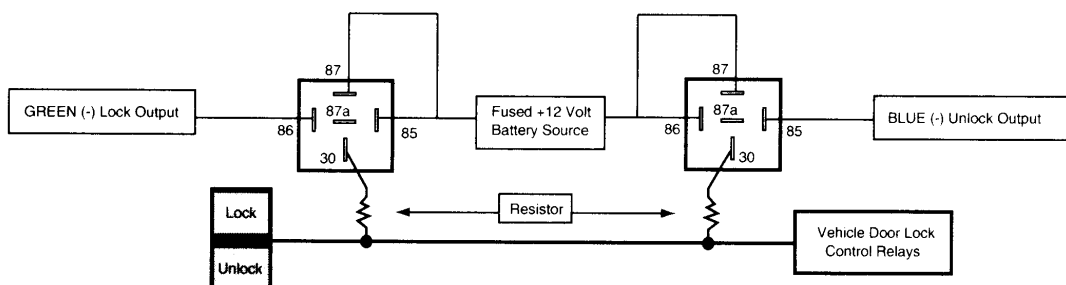 87
87
GREEN (-) Lock Output
87a
86
85
30
Fused +12 Volt
Battery Source
87a
86
85
30
BLUE (-) Unlock Output
Lock
Unlock
Resistor
Vehicle Door Lock
Control Relays